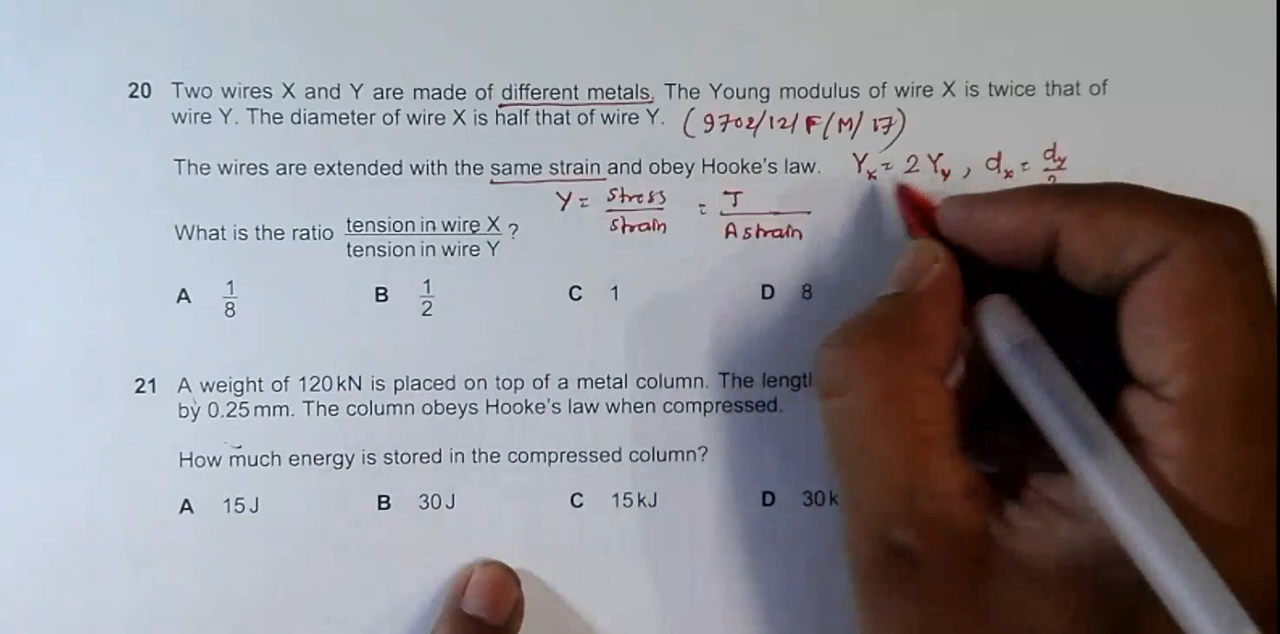 20 Two wires X and Y are made of different metals. The Young modulus of wire X is twice that of
wire Y. The diameter of wire X is half that of wire Y. (9702/12/F/M/17)
The wires are extended with the same strain and obey Hooke's law. Yx = 2 Yy , dx = dy/2
Y = stress/strain = T/A strain
What is the ratio tension in wire X/tension in wire Y ?
A 1/8 B 1/2 C 1 D 8
21 A weight of 120 kN is placed on top of a metal column. The
by 0.25 mm. The column obeys Hooke's law when compressed.
How much energy is stored in the compressed column?
A 15 J B 30 J C 15 kJ D 30 k